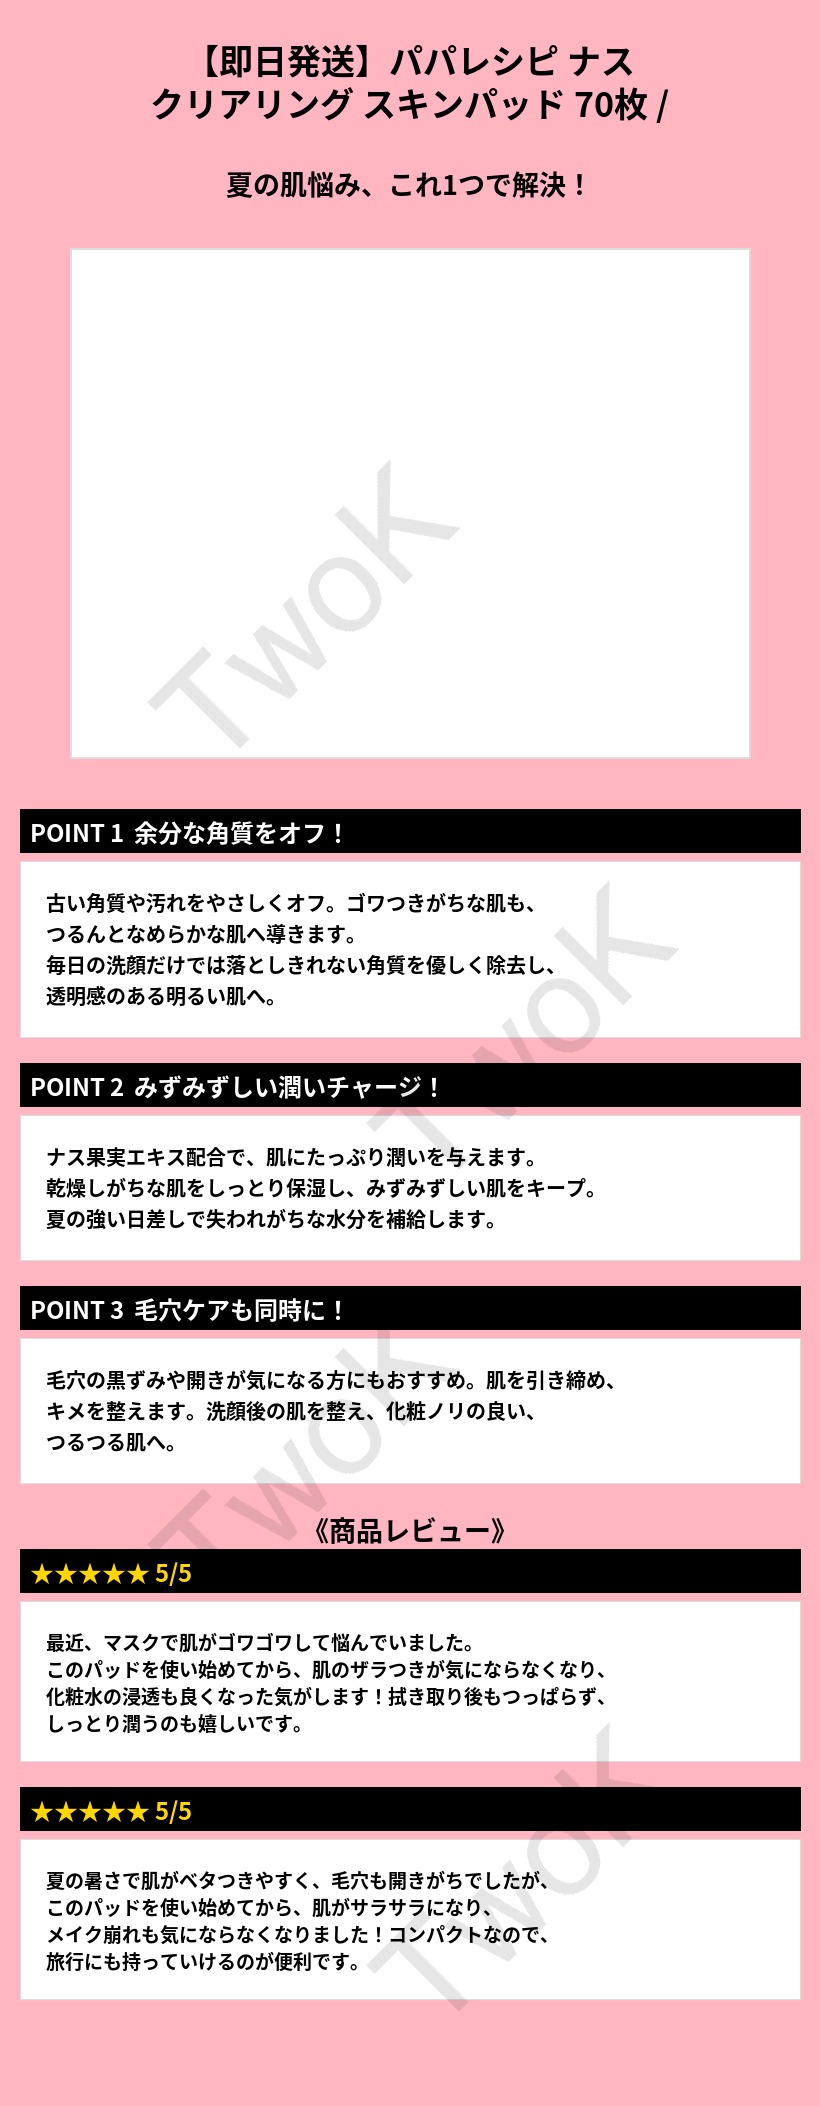 【即日発送】パパレシピ ナス
クリアリング スキンパッド 70枚 /
夏の肌悩み、これ1つで解決！
TwoK
POINT 1 余分な角質をオフ！
古い角質や汚れをやさしくオフ。ゴワつきがちな肌も、
つるんとなめらかな肌へ導きます。
毎日の洗顔だけでは落としきれない角質を優しく除去し、
透明感のある明るい肌へ。
TwoK
POINT 2 みずみずしい潤いチャージ！
ナス果実エキス配合で、肌にたっぷり潤いを与えます。
乾燥しがちな肌をしっとり保湿し、みずみずしい肌をキープ。
夏の強い日差しで失われがちな水分を補給します。
POINT 3 毛穴ケアも同時に！
毛穴の黒ずみや開きが気になる方にもおすすめ。肌を引き締め、
キメを整えます。洗顔後の肌を整え、化粧ノリの良い、
つるつる肌へ。
TwoK
《商品レビュー》
★★★★★ 5/5
最近、マスクで肌がゴワゴワして悩んでいました。
このパッドを使い始めてから、肌のザラつきが気にならなくなり、
化粧水の浸透も良くなった気がします！拭き取り後もつっぱらず、
しっとり潤うのも嬉しいです。
★★★★★ 5/5
夏の暑さで肌がベタつきやすく、毛穴も開きがちでしたが、
このパッドを使い始めてから、肌がサラサラになり、
メイク崩れも気にならなくなりました！コンパクトなので、
旅行にも持っていけるのが便利です。
TwoK